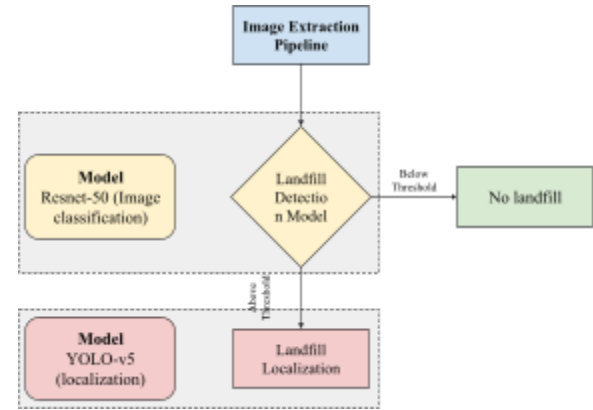 Image Extraction
Pipeline
Model
Resnet-50 (Image
classification)
Landfill
Detectio
n Model
Below
Threshold
No landfill
Above
Threshold
Model
YOLO-v5
(localization)
Landfill
Localization